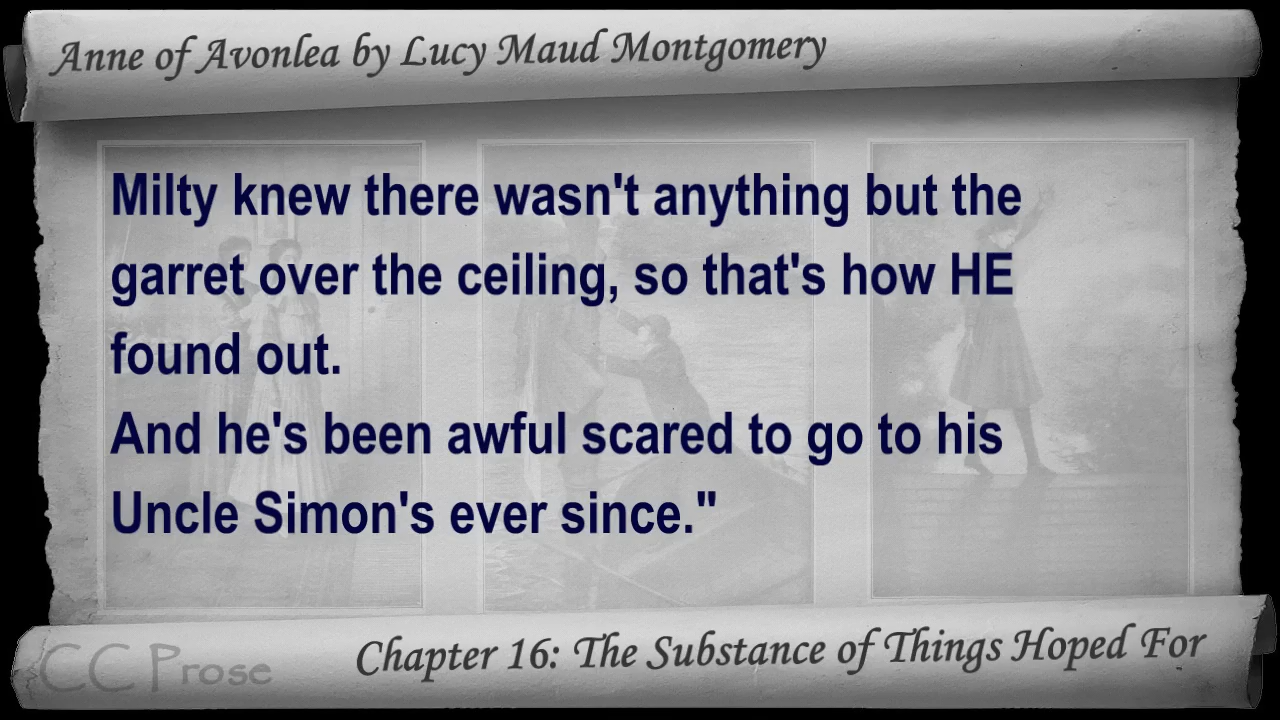 Anne of Avonlea by Lucy Maud Montgomery
Milty knew there wasn't anything but the
garret over the ceiling, so that's how HE
found out.
And he's been awful scared to go to his
Uncle Simon's ever since."
CC Prose
Chapter 16: The Substance of Things Hoped For